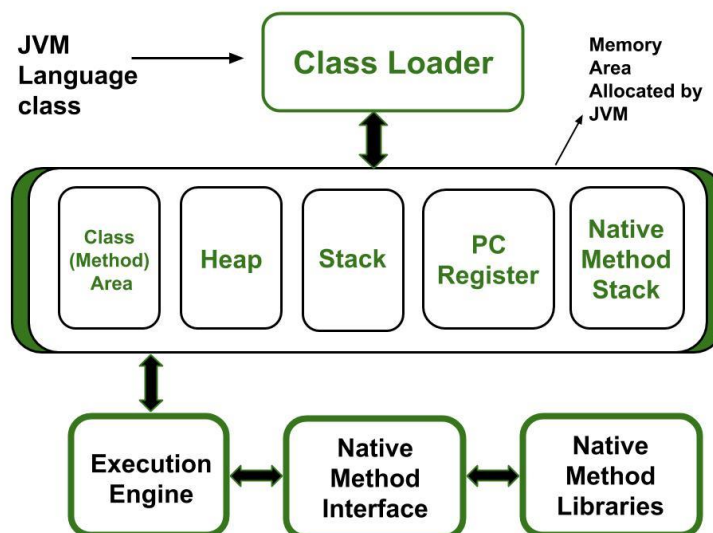 JVM
Language
class
Class Loader
Memory
Area
Allocated by
JVM
Class
(Method)
Area
Heap
Stack
PC
Register
Native
Method
Stack
Execution
Engine
Native
Method
Interface
Native
Method
Libraries